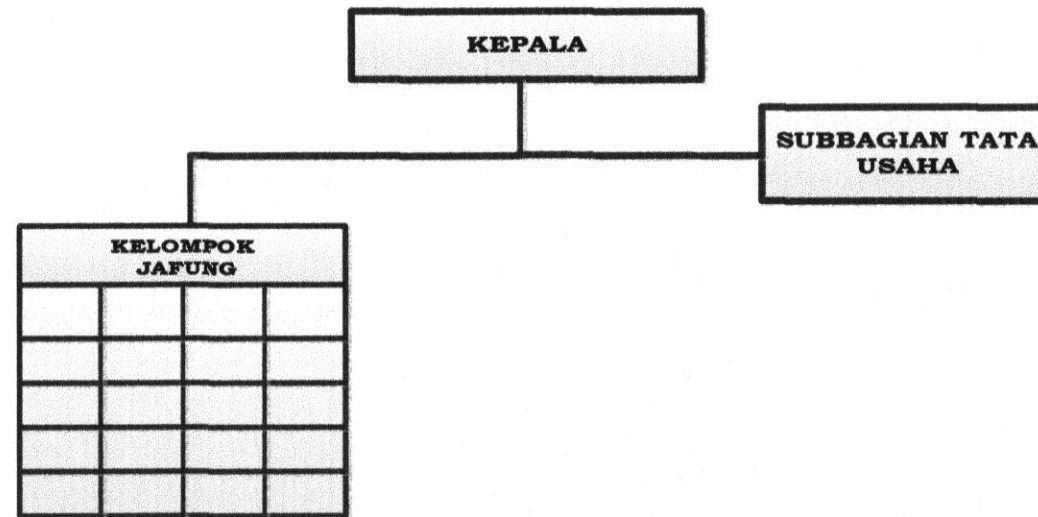 KEPALA
SUBBAGIAN TATA
USAHA
KELOMPOK
JAFUNG